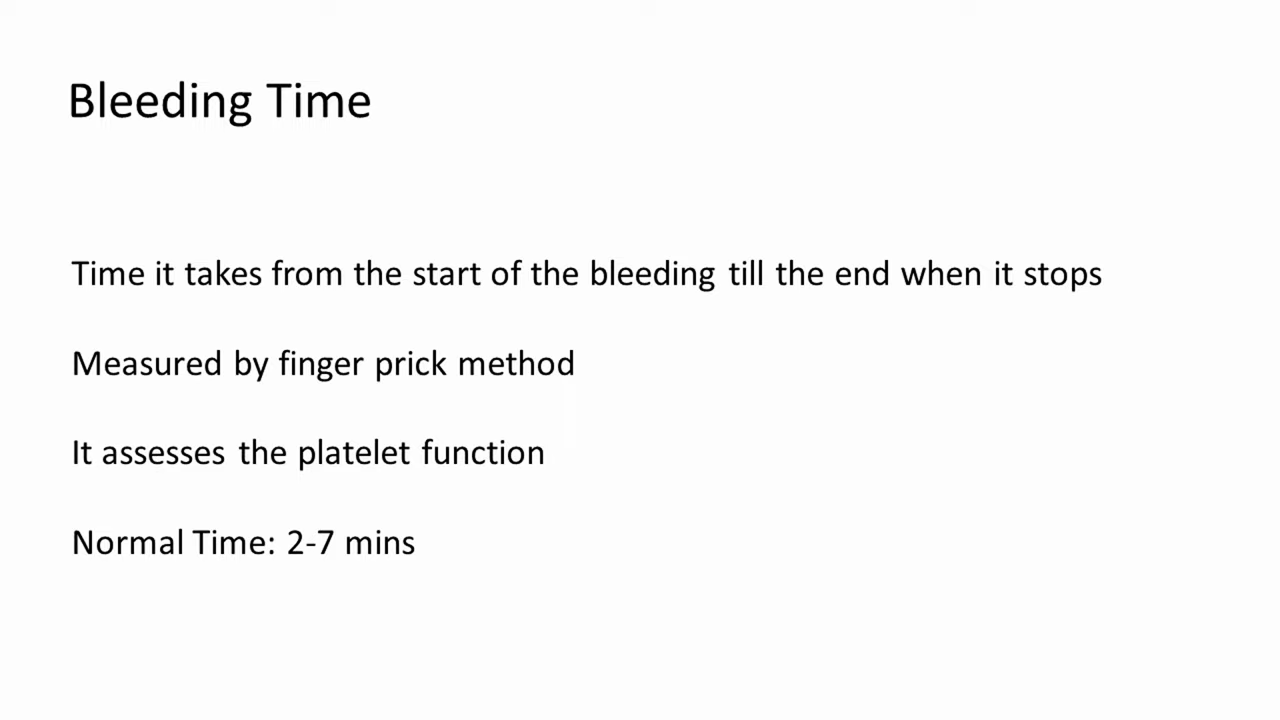 Bleeding Time
Time it takes from the start of the bleeding till the end when it stops
Measured by finger prick method
It assesses the platelet function
Normal Time: 2-7 mins